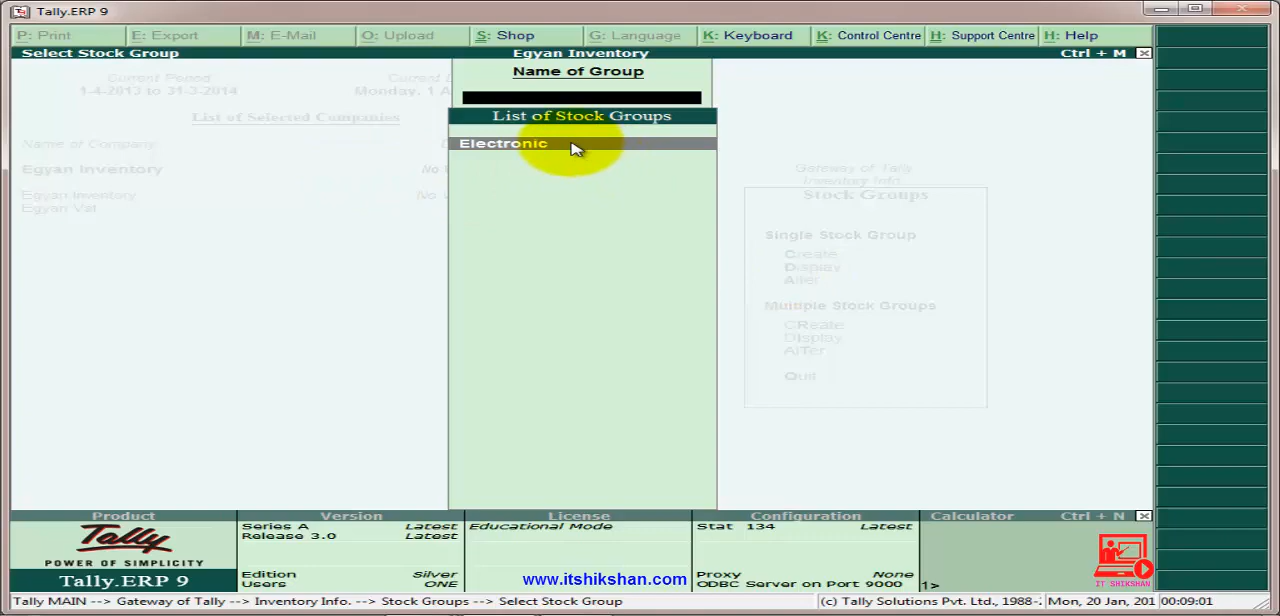 Tally.ERP 9
P: Print E: Export M: E-Mail O: Upload S: Shop G: Language K: Keyboard K: Control Centre H: Support Centre H: Help
Select Stock Group Egyan Inventory Ctrl + M
Name of Group
Current Period
1-4-2013 to 31-3-2014
Monday, 1 A
List of Selected Companies
Name of Company
Egyan Inventory No
Egyan Inventory No
Egyan Vat
List of Stock Groups
Electronic
Gateway of Tally
Inventory Info.
Stock Groups
Single Stock Group
Create
Display
Alter
Multiple Stock Groups
CReate
DIsplay
AlTer
Quit
Product Version License Configuration Calculator Ctrl + N
Tally
POWER OF SIMPLICITY
Tally.ERP 9
Series A Latest
Release 3.0 Latest
Edition Silver
Users ONE
Educational Mode
www.itshikshan.com
Stat 134 Latest
Proxy None
ODBC Server on Port 9000
1>
IT SHIKSHAN
Tally MAIN --> Gateway of Tally --> Inventory Info. --> Stock Groups --> Select Stock Group (c) Tally Solutions Pvt. Ltd., 1988-2 Mon, 20 Jan, 201 00:09:01